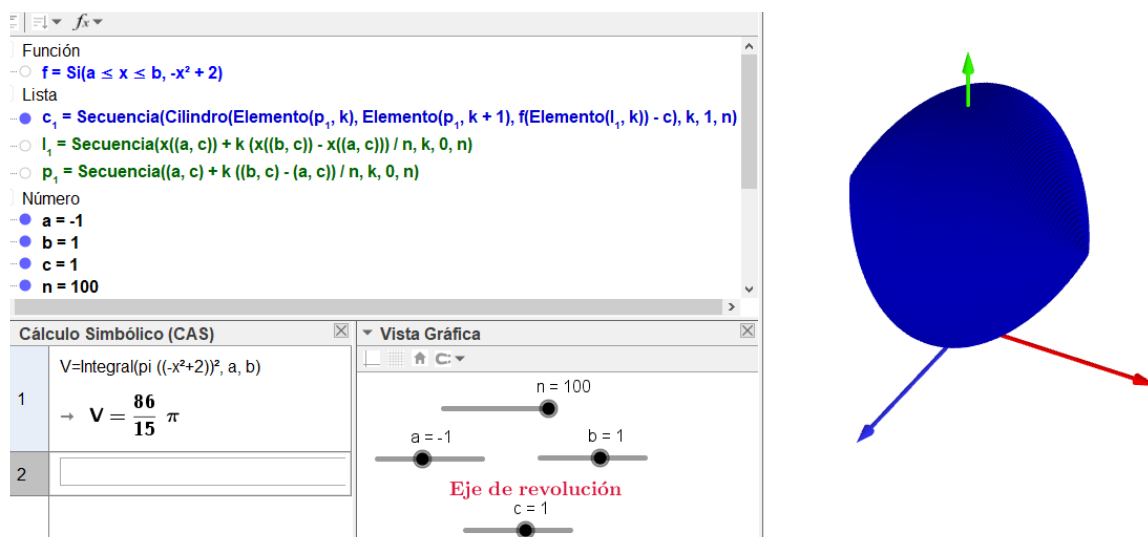 fx
Función
f = Si(a ≤ x ≤ b, -x² + 2)
Lista
c₁ = Secuencia(Cilindro(Elemento(p₁, k), Elemento(p₁, k + 1), f(Elemento(l₁, k)) - c), k, 1, n)
l₁ = Secuencia(x((a, c)) + k (x((b, c)) - x((a, c))) / n, k, 0, n)
p₁ = Secuencia((a, c) + k ((b, c) - (a, c)) / n, k, 0, n)
Número
a = -1
b = 1
c = 1
n = 100
Cálculo Simbólico (CAS)
1
V=Integral(pi ((-x²+2))², a, b)
→ V = 86/15 π
2
Vista Gráfica
n = 100
a = -1
b = 1
Eje de revolución
c = 1